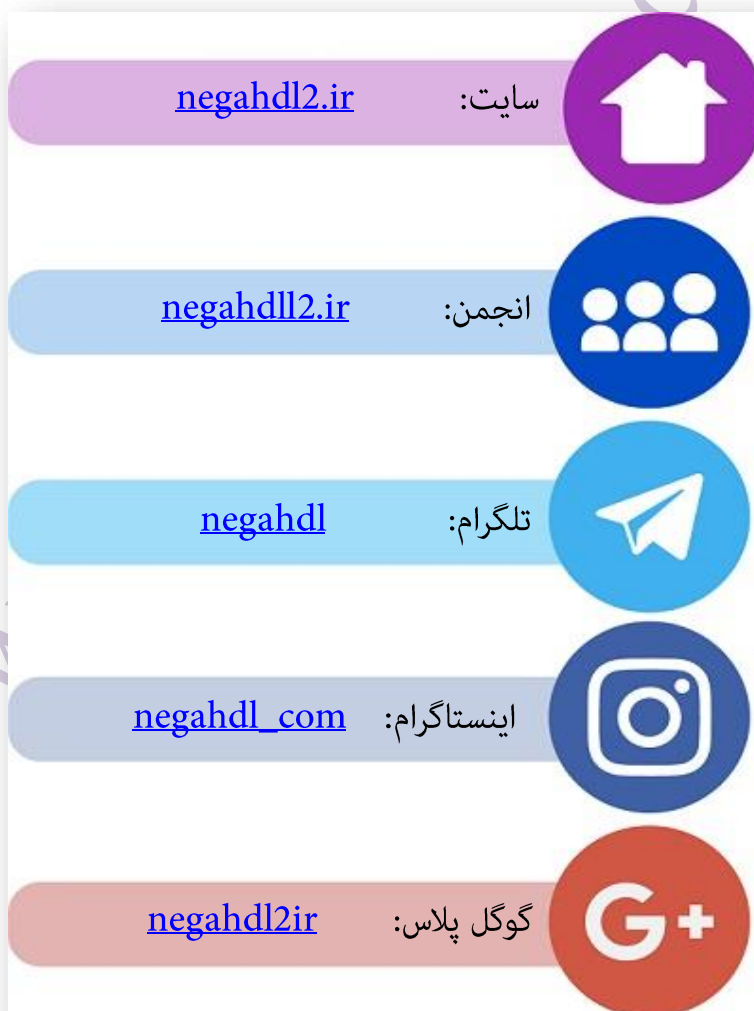 سایت: negahdl2.ir
انجمن: negahdll2.ir
تلگرام: negahdl
اینستاگرام: negahdl_com
گوگل پلاس: negahdl2ir
G+